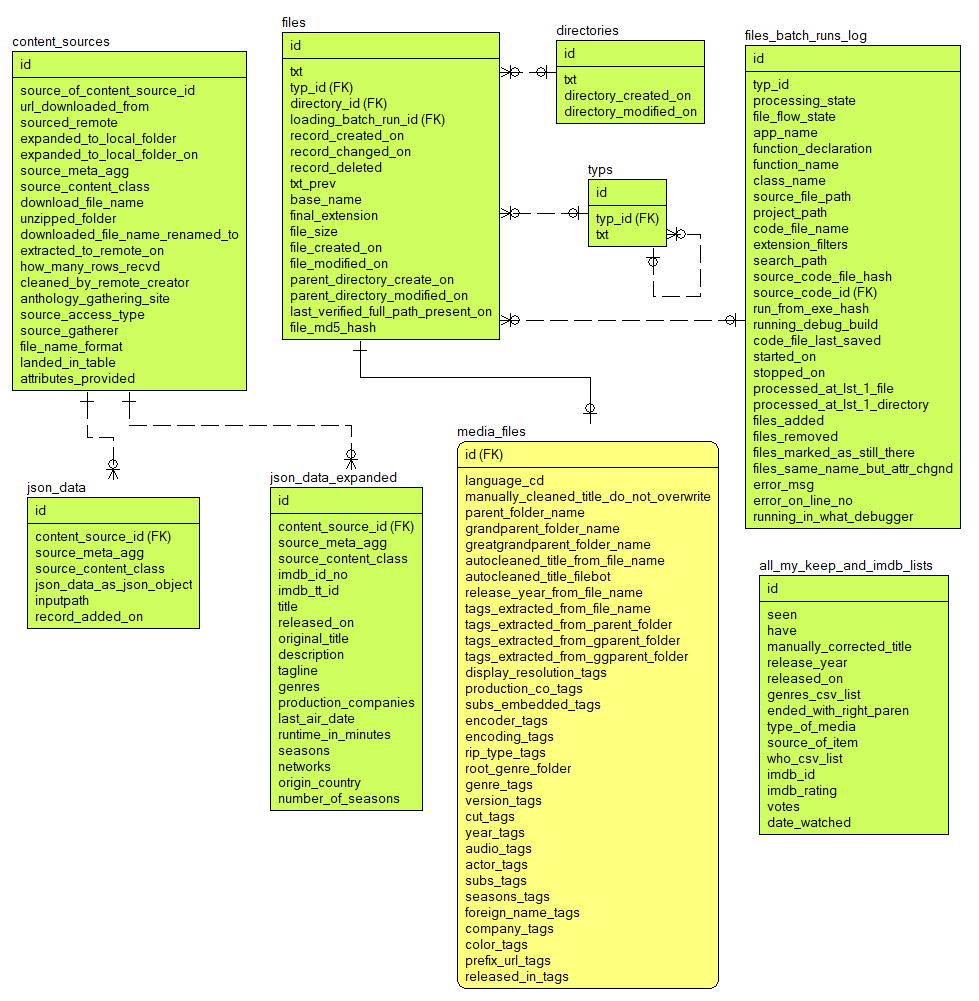 content_sources
id
source_of_content_source_id
url_downloaded_from
sourced_remote
expanded_to_local_folder
expanded_to_local_folder_on
source_meta_agg
source_content_class
download_file_name
unzipped_folder
downloaded_file_name_renamed_to
extracted_to_remote_on
how_many_rows_recvd
cleaned_by_remote_creator
anthology_gathering_site
source_access_type
source_gatherer
file_name_format
landed_in_table
attributes_provided
files
id
txt
typ_id (FK)
directory_id (FK)
loading_batch_run_id (FK)
record_created_on
record_changed_on
record_deleted
txt_prev
base_name
final_extension
file_size
file_created_on
file_modified_on
parent_directory_create_on
parent_directory_modified_on
last_verified_full_path_present_on
file_md5_hash
directories
id
txt
directory_created_on
directory_modified_on
typs
id
typ_id (FK)
txt
files_batch_runs_log
id
typ_id
processing_state
file_flow_state
app_name
function_declaration
function_name
class_name
source_file_path
project_path
code_file_name
extension_filters
search_path
source_code_file_hash
source_code_id (FK)
run_from_exe_hash
running_debug_build
code_file_last_saved
started_on
stopped_on
processed_at_lst_1_file
processed_at_lst_1_directory
files_added
files_removed
files_marked_as_still_there
files_same_name_but_attr_chgnd
error_msg
error_on_line_no
running_in_what_debugger
json_data
id
content_source_id (FK)
source_meta_agg
source_content_class
json_data_as_json_object
inputpath
record_added_on
json_data_expanded
id
content_source_id (FK)
source_meta_agg
source_content_class
imdb_id_no
imdb_tt_id
title
released_on
original_title
description
tagline
genres
production_companies
last_air_date
runtime_in_minutes
seasons
networks
origin_country
number_of_seasons
media_files
id (FK)
language_cd
manually_cleaned_title_do_not_overwrite
parent_folder_name
grandparent_folder_name
greatgrandparent_folder_name
autocleaned_title_from_file_name
autocleaned_title_filebot
release_year_from_file_name
tags_extracted_from_file_name
tags_extracted_from_parent_folder
tags_extracted_from_gparent_folder
tags_extracted_from_ggparent_folder
display_resolution_tags
production_co_tags
subs_embedded_tags
encoder_tags
encoding_tags
rip_type_tags
root_genre_folder
genre_tags
version_tags
cut_tags
year_tags
audio_tags
actor_tags
subs_tags
seasons_tags
foreign_name_tags
company_tags
color_tags
prefix_url_tags
released_in_tags
all_my_keep_and_imdb_lists
id
seen
have
manually_corrected_title
release_year
released_on
genres_csv_list
ended_with_right_paren
type_of_media
source_of_item
who_csv_list
imdb_id
imdb_rating
votes
date_watched